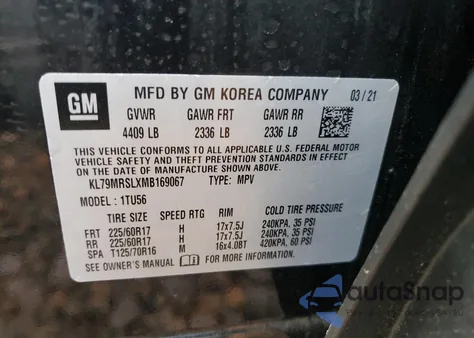 GM
MFD BY GM KOREA COMPANY 03/21
GVWR GAWR FRT GAWR RR
4409 LB 2336 LB 2336 LB
THIS VEHICLE CONFORMS TO ALL APPLICABLE U.S. FEDERAL MOTOR
VEHICLE SAFETY AND THEFT PREVENTION STANDARDS IN EFFECT ON
THE DATE OF MANUFACTURE SHOWN ABOVE.
KL79MRSLXMB169067 TYPE: MPV
MODEL : 1TU56
TIRE SIZE SPEED RTG RIM COLD TIRE PRESSURE
FRT 225/60R17 H 17x7.5J 240KPA, 35 PSI
RR 225/60R17 H 17x7.5J 240KPA, 35 PSI
SPA T125/70R16 M 16x4.0BT 420KPA, 60 PSI
SEE OWNER'S MANUAL FOR MORE INFORMATION.
autoSnap